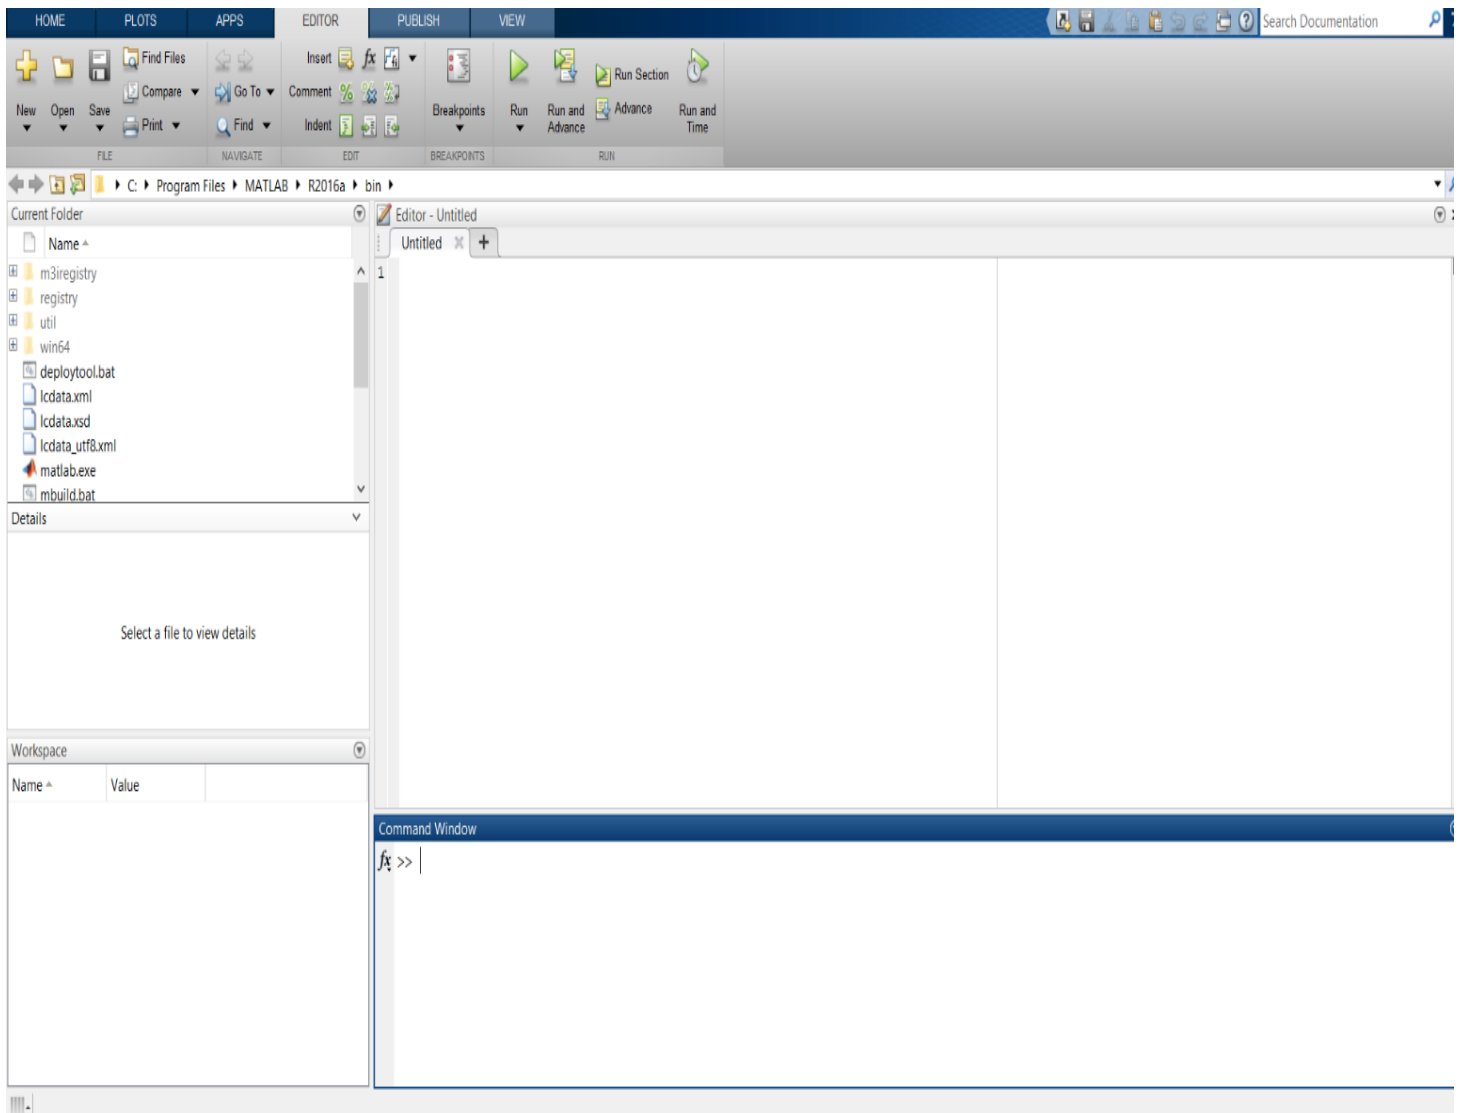 HOME PLOTS APPS EDITOR PUBLISH VIEW Search Documentation
Find Files Insert fx
Compare Go To Comment Run Section
New Open Save Print Find Indent Breakpoints Run Run and Advance Advance Run and Time
FILE NAVIGATE EDIT BREAKPOINTS RUN
C: Program Files MATLAB R2016a bin
Current Folder
Name
m3iregistry
registry
util
win64
deploytool.bat
lcdata.xml
lcdata.xsd
lcdata_utf8.xml
matlab.exe
mbuild.bat
Details
Select a file to view details
Workspace
Name Value
Editor - Untitled
Untitled +
1
Command Window
fx >>